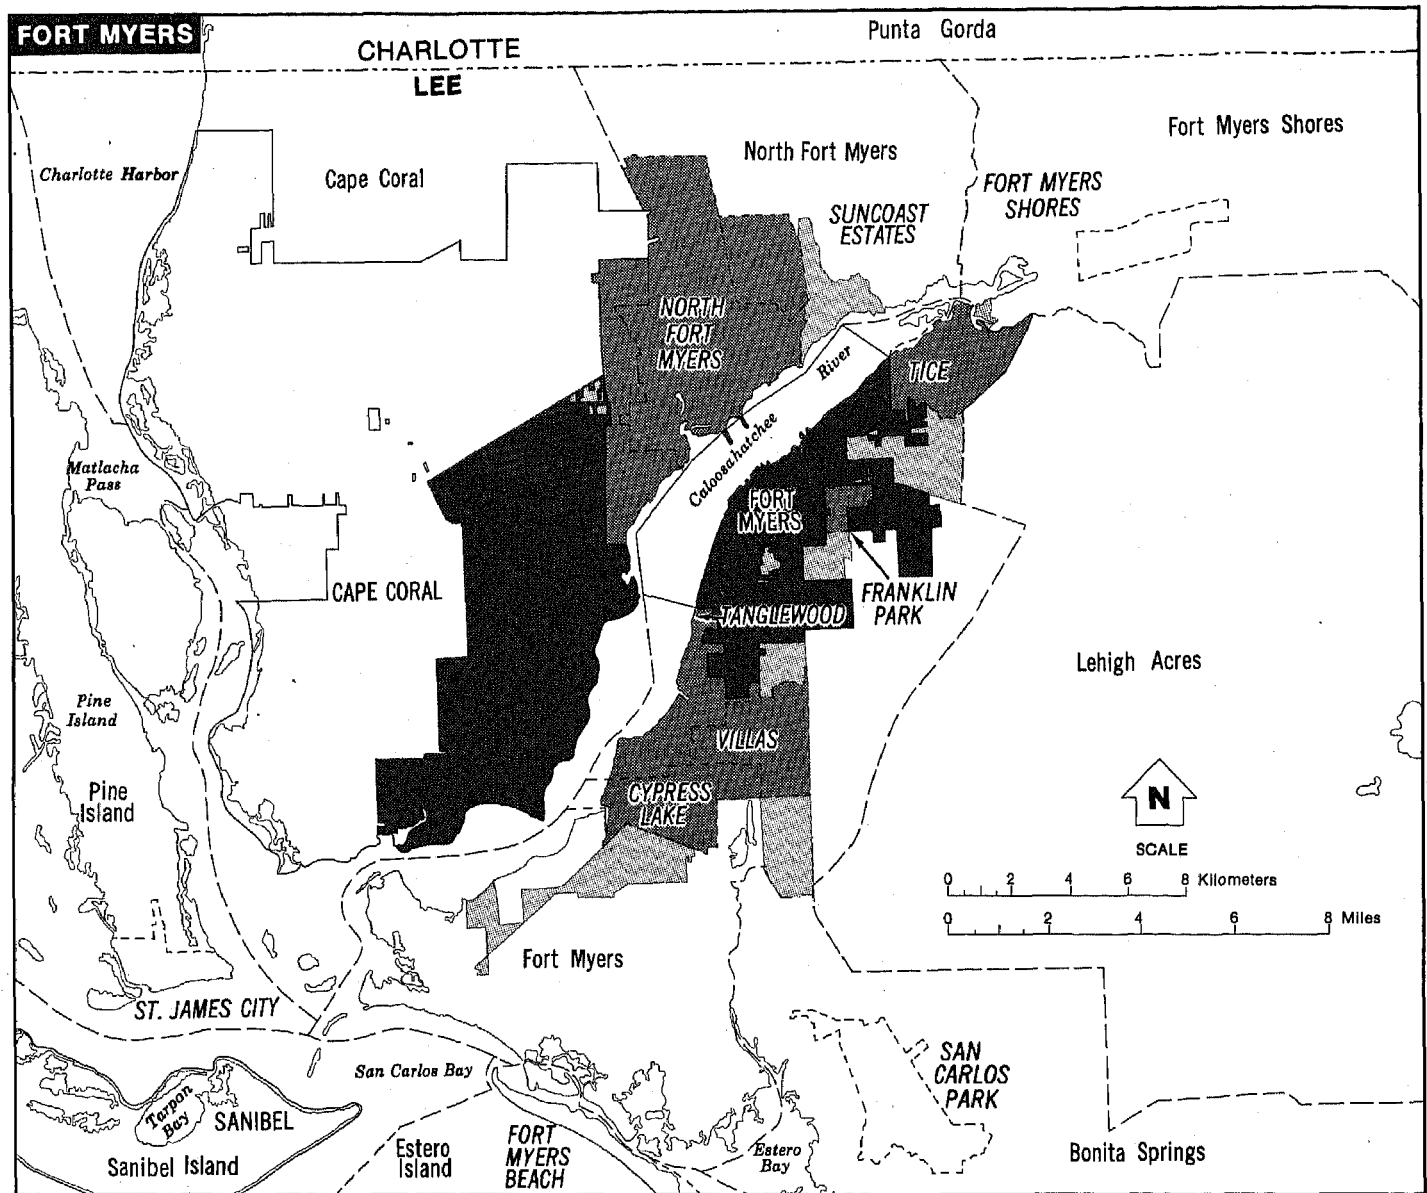 FORT MYERS
CHARLOTTE
LEE
Punta Gorda
Fort Myers Shores
North Fort Myers
Charlotte Harbor
Cape Coral
FORT MYERS
SHORES
SUNCOAST
ESTATES
NORTH
FORT
MYERS
River
TICE
Caloosahatchee
Matlacha
Pass
FORT
MYERS
CAPE CORAL
FRANKLIN
PARK
TANGLEWOOD
Lehigh Acres
Pine
Island
VILLAS
Pine
Island
CYPRESS
LAKE
N
SCALE
0 2 4 6 8 Kilometers
0 2 4 6 8 Miles
Fort Myers
ST. JAMES CITY
San Carlos Bay
SAN
CARLOS
PARK
Tarpon
Bay
SANIBEL
Sanibel Island
Estero
Island
FORT
MYERS
BEACH
Estero
Bay
Bonita Springs